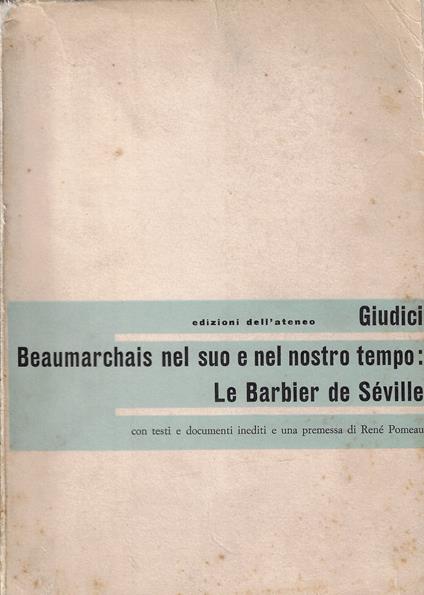 edizioni dell'ateneo Giudici
Beaumarchais nel suo e nel nostro tempo:
Le Barbier de Séville
con testi e documenti inediti e una premessa di René Pomeau